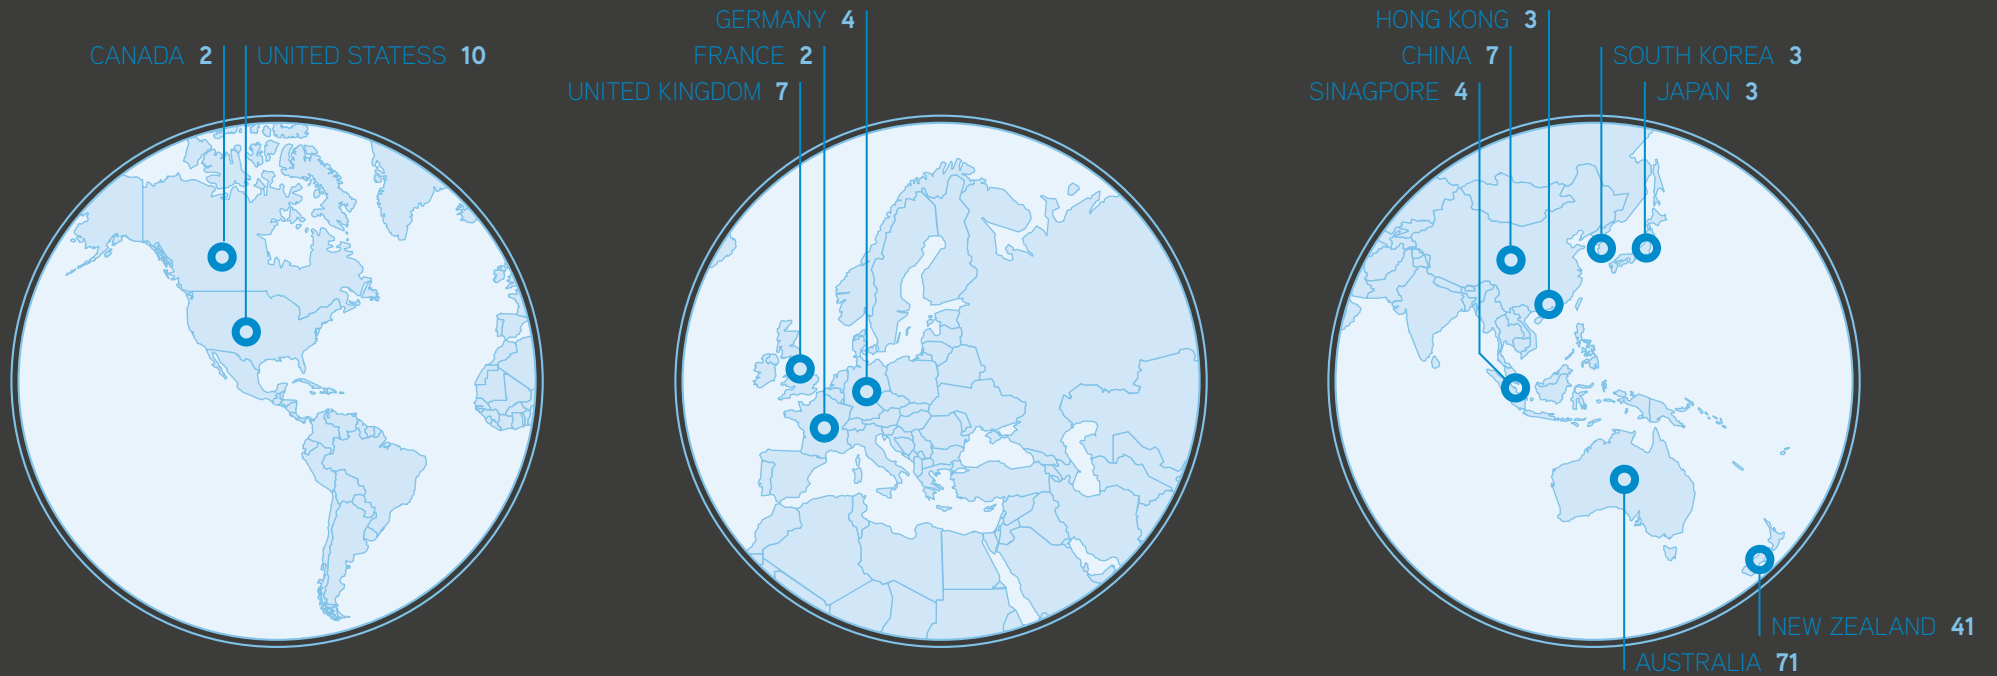 CANADA 2
UNITED STATESS 10
GERMANY 4
FRANCE 2
UNITED KINGDOM 7
HONG KONG 3
CHINA 7
SINAGPORE 4
SOUTH KOREA 3
JAPAN 3
NEW ZEALAND 41
AUSTRALIA 71